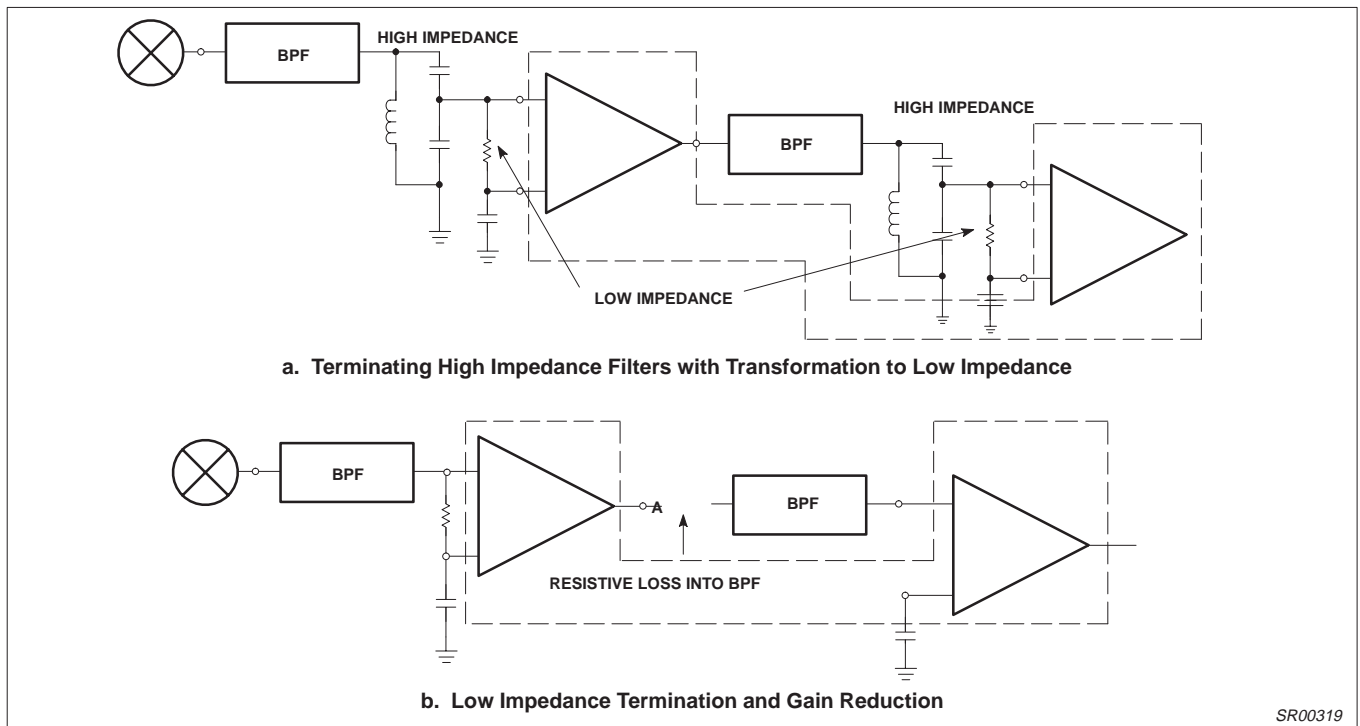 HIGH IMPEDANCE
BPF
HIGH IMPEDANCE
BPF
LOW IMPEDANCE
a. Terminating High Impedance Filters with Transformation to Low Impedance
BPF
A
BPF
RESISTIVE LOSS INTO BPF
b. Low Impedance Termination and Gain Reduction
SR00319